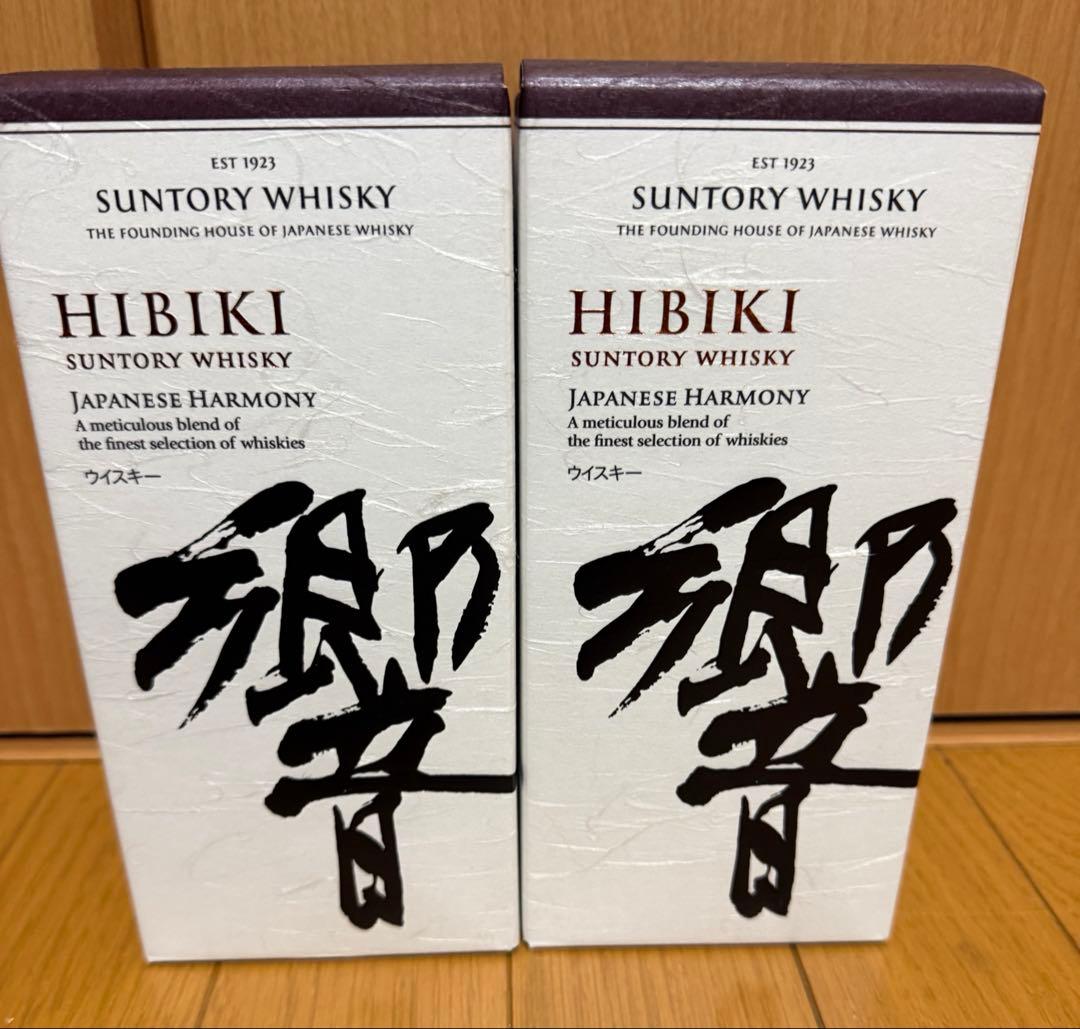 EST 1923
SUNTORY WHISKY
THE FOUNDING HOUSE OF JAPANESE WHISKY
HIBIKI
SUNTORY WHISKY
JAPANESE HARMONY
A meticulous blend of
the finest selection of whiskies
ウイスキー
響
EST 1923
SUNTORY WHISKY
THE FOUNDING HOUSE OF JAPANESE WHISKY
HIBIKI
SUNTORY WHISKY
JAPANESE HARMONY
A meticulous blend of
the finest selection of whiskies
ウイスキー
響